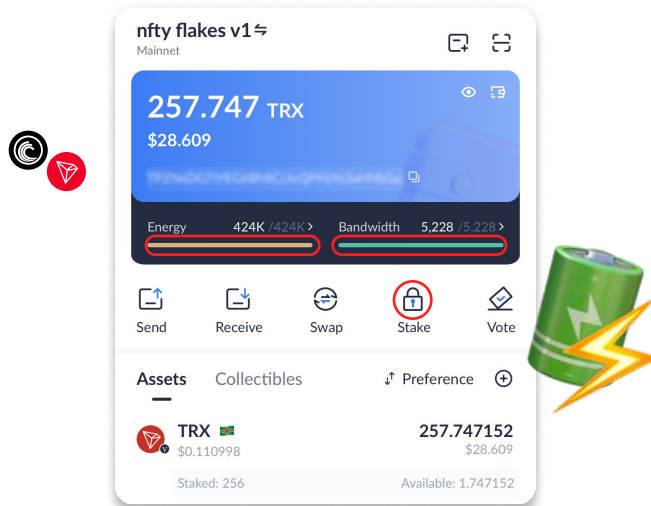 nfty flakes v1
Mainnet
257.747 TRX
$28.609
Energy 424K /424K >
Bandwidth 5,228 /5,228 >
Send
Receive
Swap
Stake
Vote
Assets
Collectibles
Preference
TRX
257.747152
$0.110998
$28.609
Staked: 256
Available: 1.747152